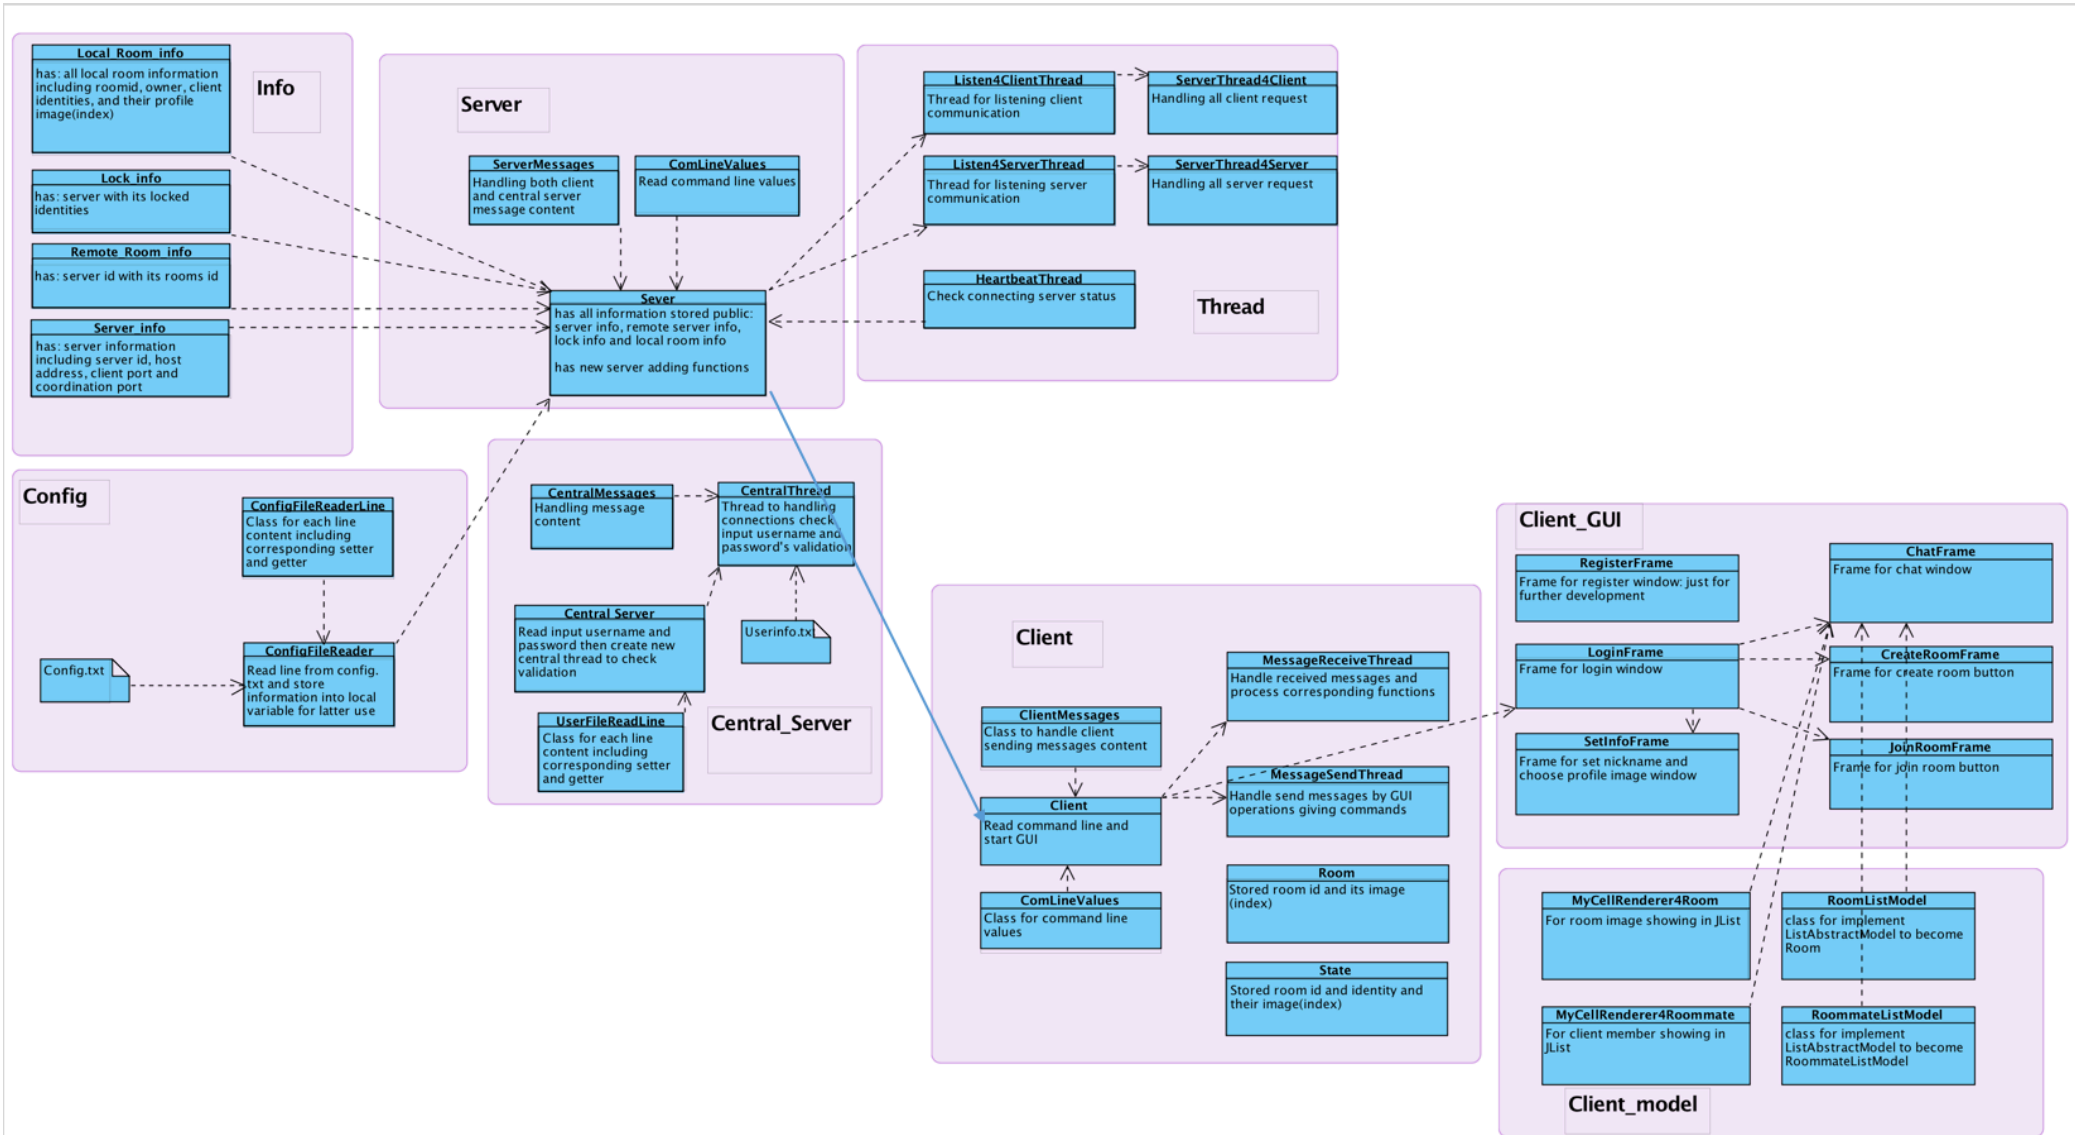 Info
Local_Room_info
has: all local room information
including roomid, owner, client
identities, and their profile
image(index)
Lock_info
has: server with its locked
identities
Remote_Room_info
has: server id with its rooms id
Server_info
has: server information
including server id, host
address, client port and
coordination port
Server
ServerMessages
Handling both client
and central server
message content
ComLineValues
Read command line values
Sever
has all information stored public:
server info, remote server info,
lock info and local room info
has new server adding functions
Thread
Listen4ClientThread
Thread for listening client
communication
ServerThread4Client
Handling all client request
Listen4ServerThread
Thread for listening server
communication
ServerThread4Server
Handling all server request
HeartbeatThread
Check connecting server status
Config
ConfigFileReaderLine
Class for each line
content including
corresponding setter
and getter
Config.txt
ConfigFileReader
Read line from config.
txt and store
information into local
variable for latter use
Central_Server
CentralMessages
Handling message
content
CentralThread
Thread to handling
connections check
input username and
password's validation
Central_Server
Read input username and
password then create new
central thread to check
validation
Userinfo.txt
UserFileReadLine
Class for each line
content including
corresponding setter
and getter
Client
ClientMessages
Class to handle client
sending messages content
Client
Read command line and
start GUI
ComLineValues
Class for command line
values
MessageReceiveThread
Handle received messages and
process corresponding functions
MessageSendThread
Handle send messages by GUI
operations giving commands
Room
Stored room id and its image
(index)
State
Stored room id and identity and
their image(index)
Client_GUI
RegisterFrame
Frame for register window: just for
further development
LoginFrame
Frame for login window
SetInfoFrame
Frame for set nickname and
choose profile image window
ChatFrame
Frame for chat window
CreateRoomFrame
Frame for create room button
JoinRoomFrame
Frame for join room button
MyCellRenderer4Room
For room image showing in JList
RoomListModel
class for implement
ListAbstractModel to become
Room
MyCellRenderer4Roommate
For client member showing in
JList
RoommateListModel
class for implement
ListAbstractModel to become
RoommateListModel
Client_model